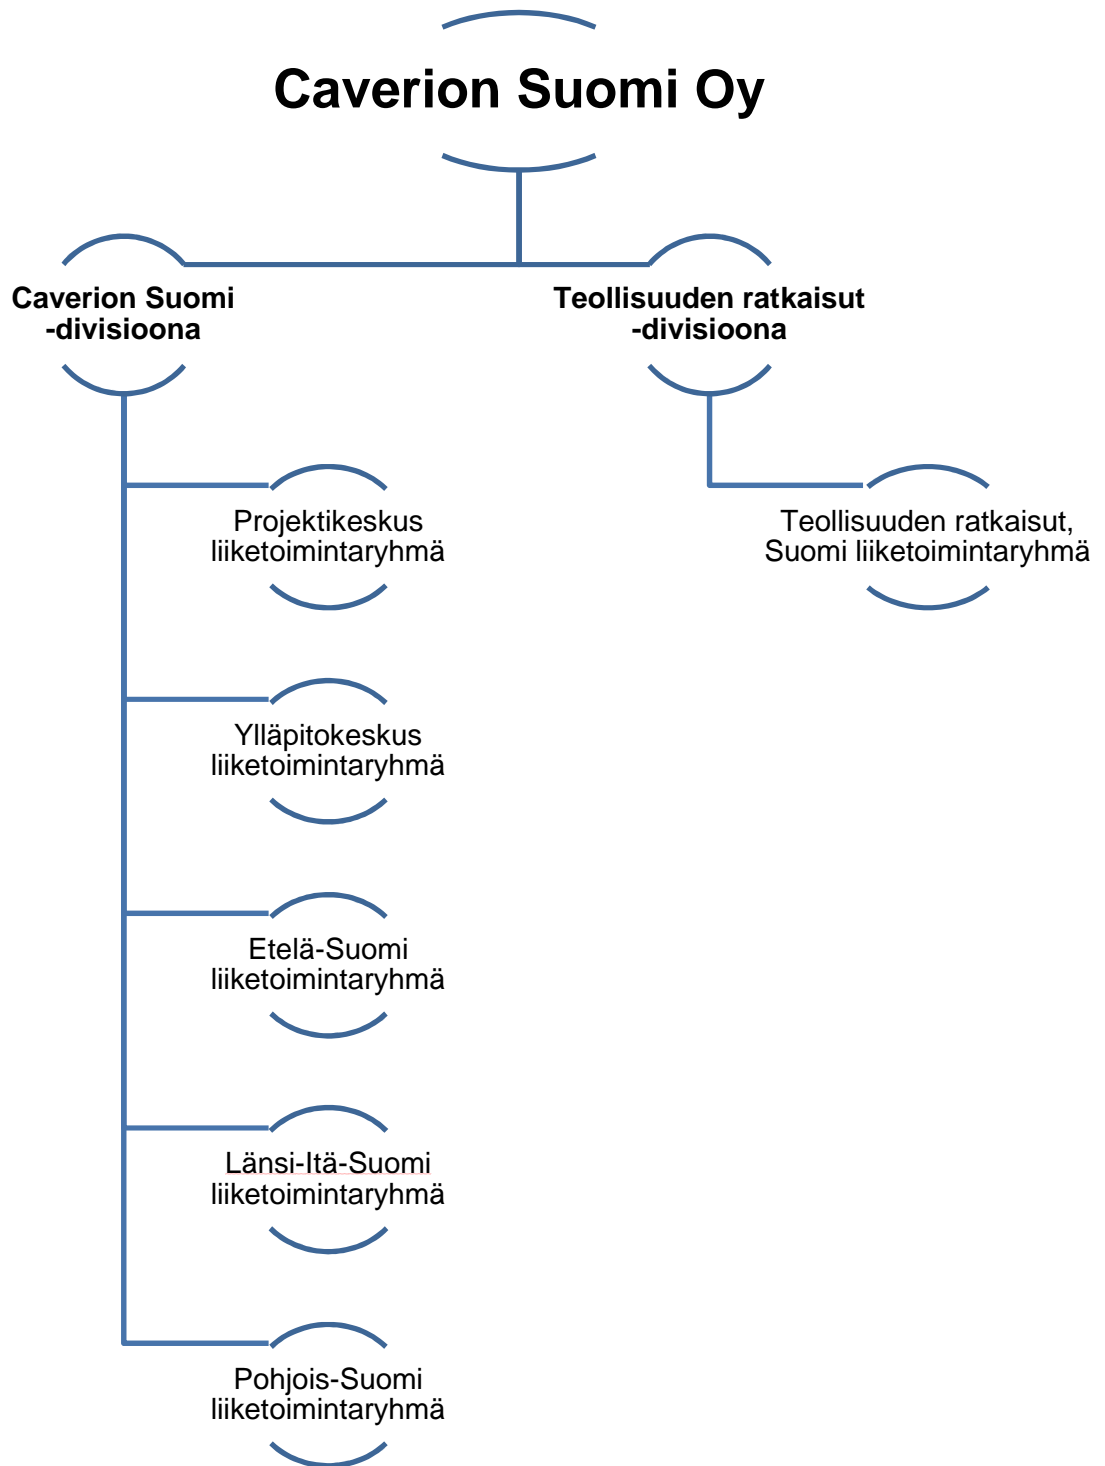 Caverion Suomi Oy
Caverion Suomi
-divisioona
Teollisuuden ratkaisut
-divisioona
Projektikeskus
liiketoimintaryhmä
Teollisuuden ratkaisut,
Suomi liiketoimintaryhmä
Ylläpitokeskus
liiketoimintaryhmä
Etelä-Suomi
liiketoimintaryhmä
Länsi-Itä-Suomi
liiketoimintaryhmä
Pohjois-Suomi
liiketoimintaryhmä